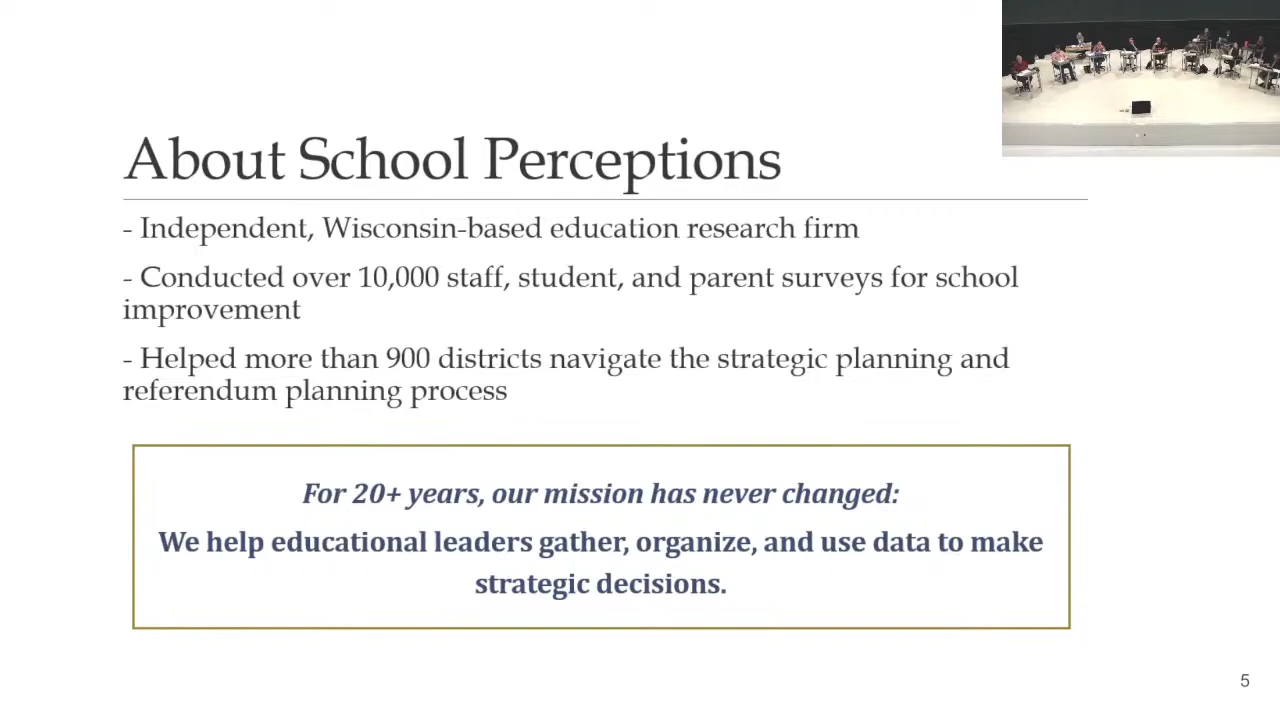 About School Perceptions
- Independent, Wisconsin-based education research firm
- Conducted over 10,000 staff, student, and parent surveys for school
improvement
- Helped more than 900 districts navigate the strategic planning and
referendum planning process
For 20+ years, our mission has never changed:
We help educational leaders gather, organize, and use data to make
strategic decisions.
5